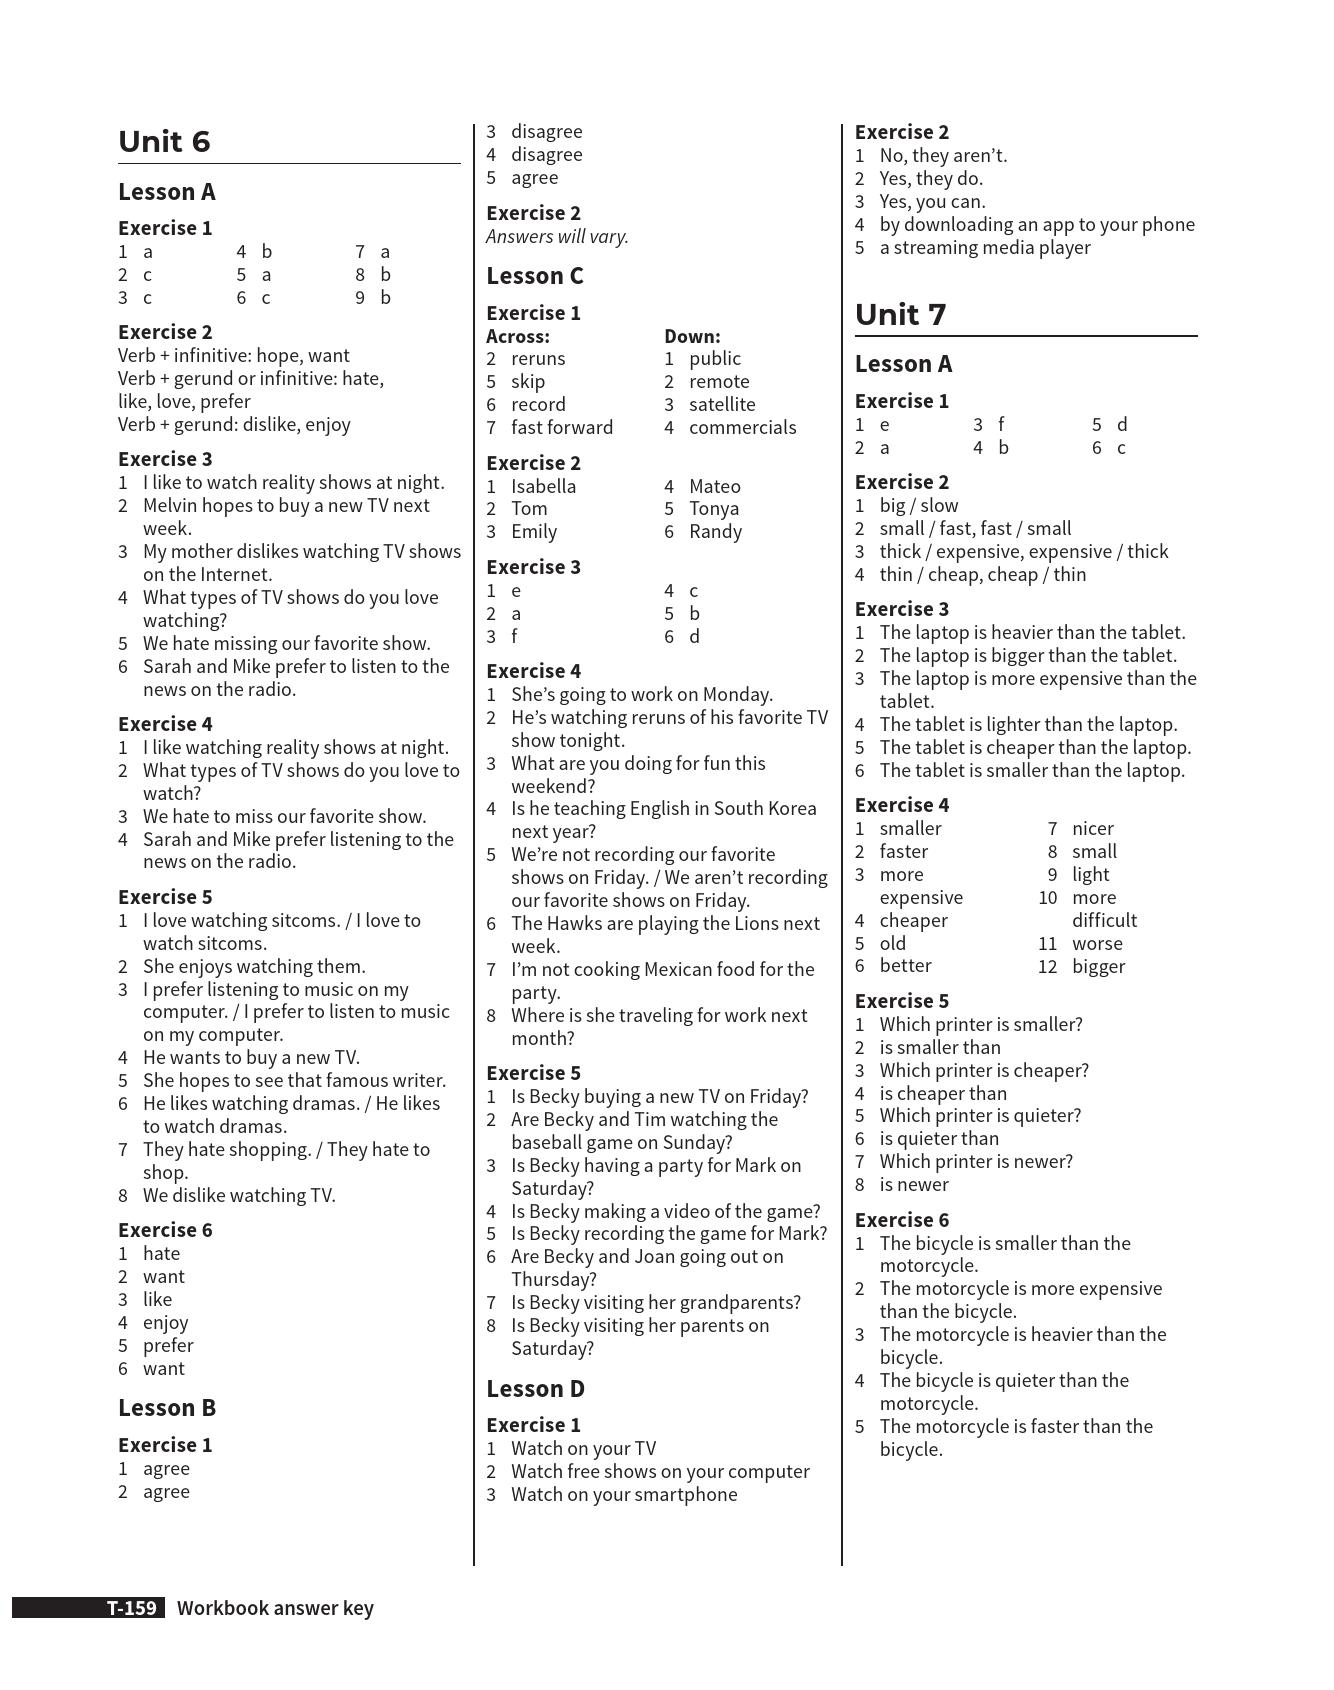 Unit 6
Lesson A
Exercise 1
1 a 4 b 7 a
2 c 5 a 8 b
3 c 6 c 9 b
Exercise 2
Verb + infinitive: hope, want
Verb + gerund or infinitive: hate,
like, love, prefer
Verb + gerund: dislike, enjoy
Exercise 3
1 I like to watch reality shows at night.
2 Melvin hopes to buy a new TV next
week.
3 My mother dislikes watching TV shows
on the Internet.
4 What types of TV shows do you love
watching?
5 We hate missing our favorite show.
6 Sarah and Mike prefer to listen to the
news on the radio.
Exercise 4
1 I like watching reality shows at night.
2 What types of TV shows do you love to
watch?
3 We hate to miss our favorite show.
4 Sarah and Mike prefer listening to the
news on the radio.
Exercise 5
1 I love watching sitcoms. / I love to
watch sitcoms.
2 She enjoys watching them.
3 I prefer listening to music on my
computer. / I prefer to listen to music
on my computer.
4 He wants to buy a new TV.
5 She hopes to see that famous writer.
6 He likes watching dramas. / He likes
to watch dramas.
7 They hate shopping. / They hate to
shop.
8 We dislike watching TV.
Exercise 6
1 hate
2 want
3 like
4 enjoy
5 prefer
6 want
Lesson B
Exercise 1
1 agree
2 agree
3 disagree
4 disagree
5 agree
Exercise 2
Answers will vary.
Lesson C
Exercise 1
Across: Down:
2 reruns 1 public
5 skip 2 remote
6 record 3 satellite
7 fast forward 4 commercials
Exercise 2
1 Isabella 4 Mateo
2 Tom 5 Tonya
3 Emily 6 Randy
Exercise 3
1 e 4 c
2 a 5 b
3 f 6 d
Exercise 4
1 She's going to work on Monday.
2 He's watching reruns of his favorite TV
show tonight.
3 What are you doing for fun this
weekend?
4 Is he teaching English in South Korea
next year?
5 We're not recording our favorite
shows on Friday. / We aren't recording
our favorite shows on Friday.
6 The Hawks are playing the Lions next
week.
7 I'm not cooking Mexican food for the
party.
8 Where is she traveling for work next
month?
Exercise 5
1 Is Becky buying a new TV on Friday?
2 Are Becky and Tim watching the
baseball game on Sunday?
3 Is Becky having a party for Mark on
Saturday?
4 Is Becky making a video of the game?
5 Is Becky recording the game for Mark?
6 Are Becky and Joan going out on
Thursday?
7 Is Becky visiting her grandparents?
8 Is Becky visiting her parents on
Saturday?
Lesson D
Exercise 1
1 Watch on your TV
2 Watch free shows on your computer
3 Watch on your smartphone
Exercise 2
1 No, they aren't.
2 Yes, they do.
3 Yes, you can.
4 by downloading an app to your phone
5 a streaming media player
Unit 7
Lesson A
Exercise 1
1 e 3 f 5 d
2 a 4 b 6 c
Exercise 2
1 big / slow
2 small / fast, fast / small
3 thick / expensive, expensive / thick
4 thin / cheap, cheap / thin
Exercise 3
1 The laptop is heavier than the tablet.
2 The laptop is bigger than the tablet.
3 The laptop is more expensive than the
tablet.
4 The tablet is lighter than the laptop.
5 The tablet is cheaper than the laptop.
6 The tablet is smaller than the laptop.
Exercise 4
1 smaller 7 nicer
2 faster 8 small
3 more 9 light
expensive 10 more
4 cheaper difficult
5 old 11 worse
6 better 12 bigger
Exercise 5
1 Which printer is smaller?
2 is smaller than
3 Which printer is cheaper?
4 is cheaper than
5 Which printer is quieter?
6 is quieter than
7 Which printer is newer?
8 is newer
Exercise 6
1 The bicycle is smaller than the
motorcycle.
2 The motorcycle is more expensive
than the bicycle.
3 The motorcycle is heavier than the
bicycle.
4 The bicycle is quieter than the
motorcycle.
5 The motorcycle is faster than the
bicycle.
T-159 Workbook answer key